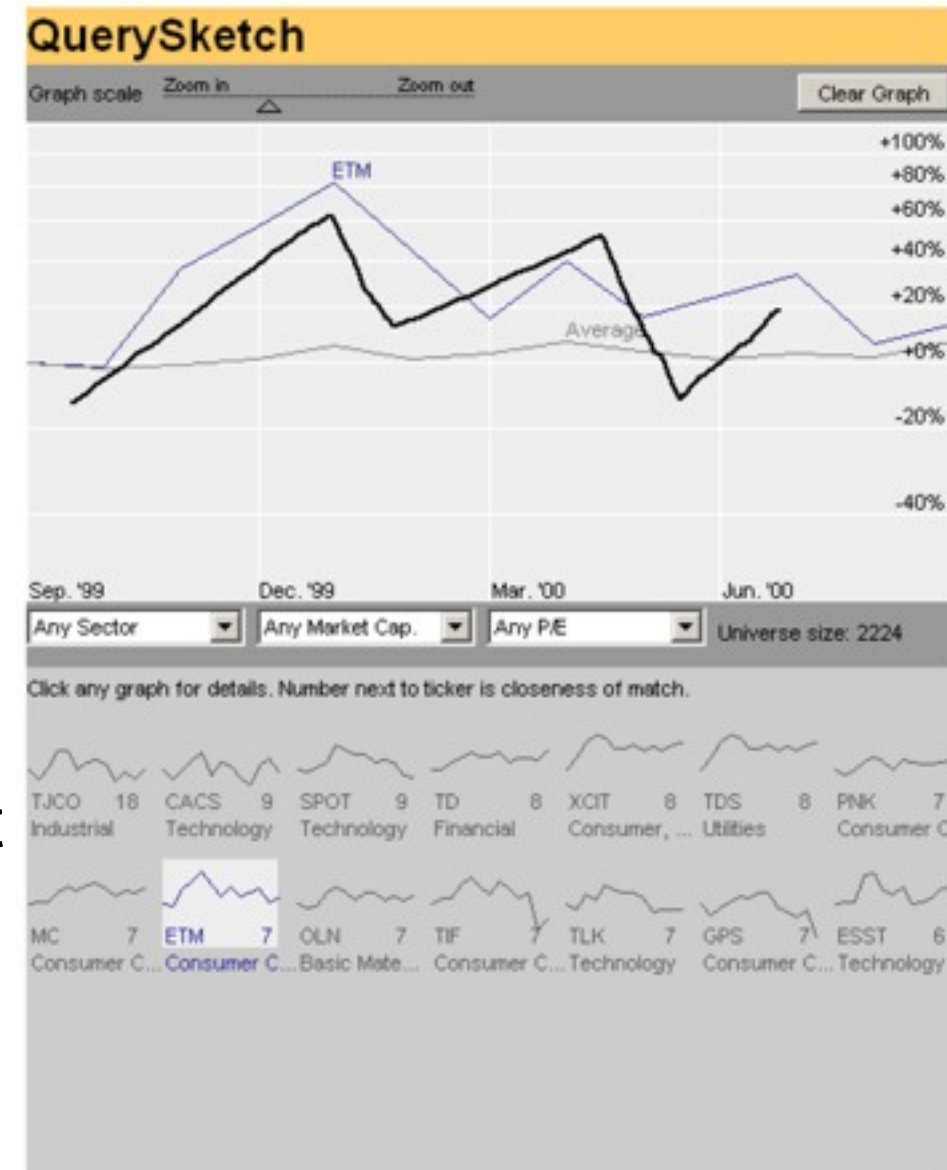 QuerySketch
Graph scale Zoom in Zoom out Clear Graph
+100%
ETM +80%
+60%
+40%
+20%
Average
+0%
-20%
-40%
Sep. '99 Dec. '99 Mar. '00 Jun. '00
Any Sector Any Market Cap. Any P/E Universe size: 2224
Click any graph for details. Number next to ticker is closeness of match.
TJCO 18 CACS 9 SPOT 9 TD 8 XCIT 8 TDS 8 PNK 7
Industrial Technology Technology Financial Consumer, ... Utilities Consumer C
MC 7 ETM 7 OLN 7 TIF 7 TLK 7 GPS 7 ESST 6
Consumer C... Consumer C... Basic Mate... Consumer C... Technology Consumer C... Technology